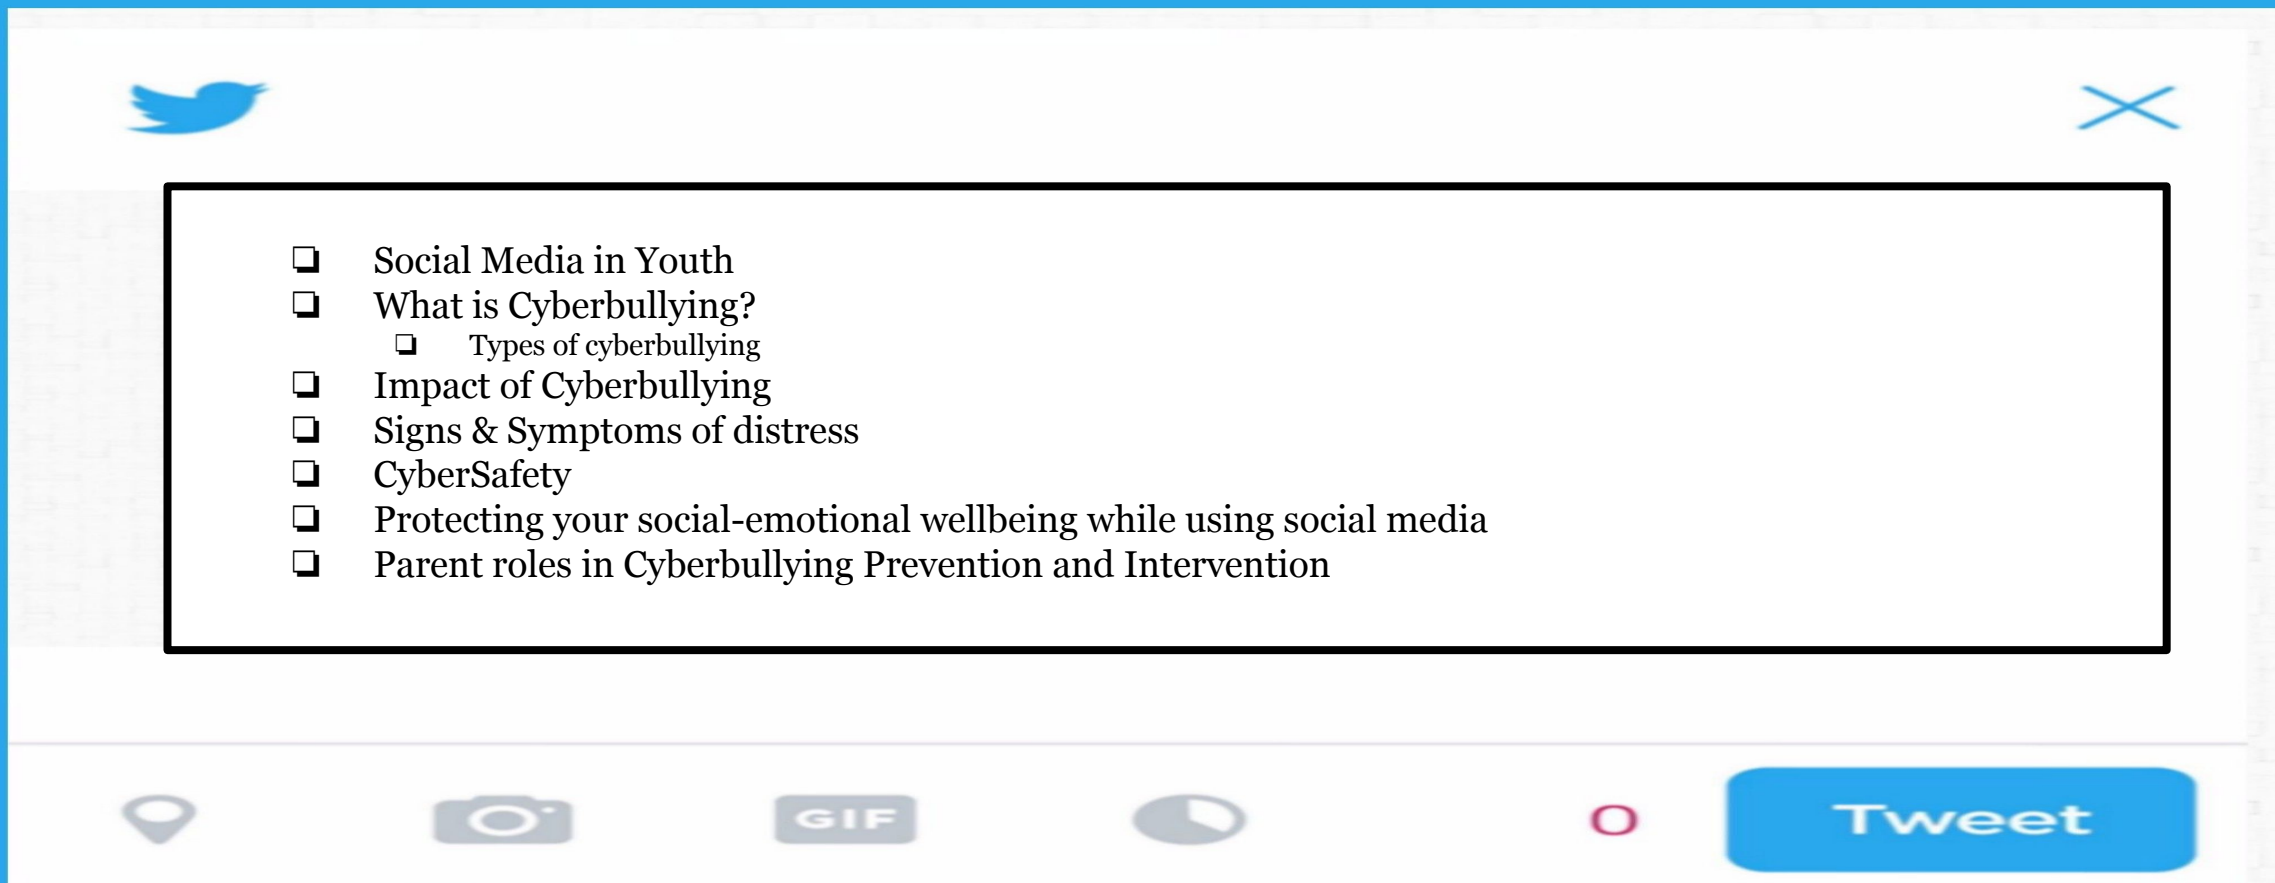 ❏ Social Media in Youth
❏ What is Cyberbullying?
❏ Types of cyberbullying
❏ Impact of Cyberbullying
❏ Signs & Symptoms of distress
❏ CyberSafety
❏ Protecting your social-emotional wellbeing while using social media
❏ Parent roles in Cyberbullying Prevention and Intervention
GIF 0 Tweet